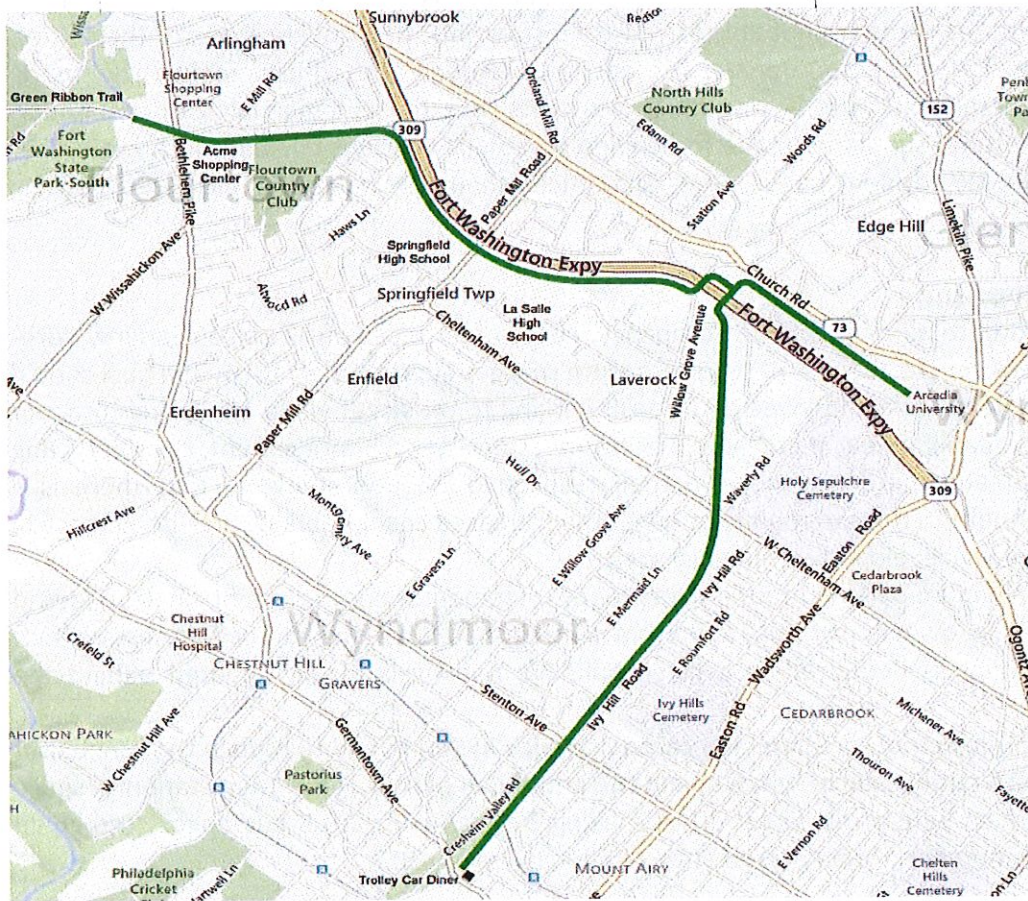 Sunnybrook
Arlingham
Flourtown
Shopping
Center
E Mill Rd
Green Ribbon Trail
Fort
Washington
State
Park-South
Bethlehem Pike
Acme
Shopping
Center
Flourtown
Country
Club
Flourtown
309
Oreland Mill Rd
North Hills
Country Club
Edann Rd
Woods Rd
152
Station Ave
Edge Hill
Limekiln Pike
Paper Mill Road
Fort Washington Expy
Haws Ln
Springfield
High School
W Wissahickon Ave
Atwood Rd
Springfield Twp
La Salle
High
School
Cheltenham Ave
Church Rd
73
Fort Washington Expy
Willow Grove Avenue
Laverock
Enfield
Erdenheim
Paper Mill Rd
Arcadia
University
309
Hull Dr
Waverly Rd
Holy Sepulchre
Cemetery
Hillcrest Ave
Montgomery Ave
E Gravers Ln
E Willow Grove Ave
E Mermaid Ln
Ivy Hill Rd.
W Cheltenham Ave
Easton Road
Cedarbrook
Plaza
Wyndmoor
Chestnut
Hill
Hospital
Crefeld St
CHESTNUT HILL
GRAVERS
E Roumfort Rd
Wadsworth Ave
Stenton Ave
Ivy Hill Road
Ivy Hills
Cemetery
Easton Rd
CEDARBROOK
Michener Ave
W Chestnut Hill Ave
Germantown Ave
Pastorius
Park
Thouron Ave
Cresheim Valley Rd
E Vernon Rd
Trolley Car Diner
MOUNT AIRY
Philadelphia
Cricket
Chelten
Hills
Cemetery